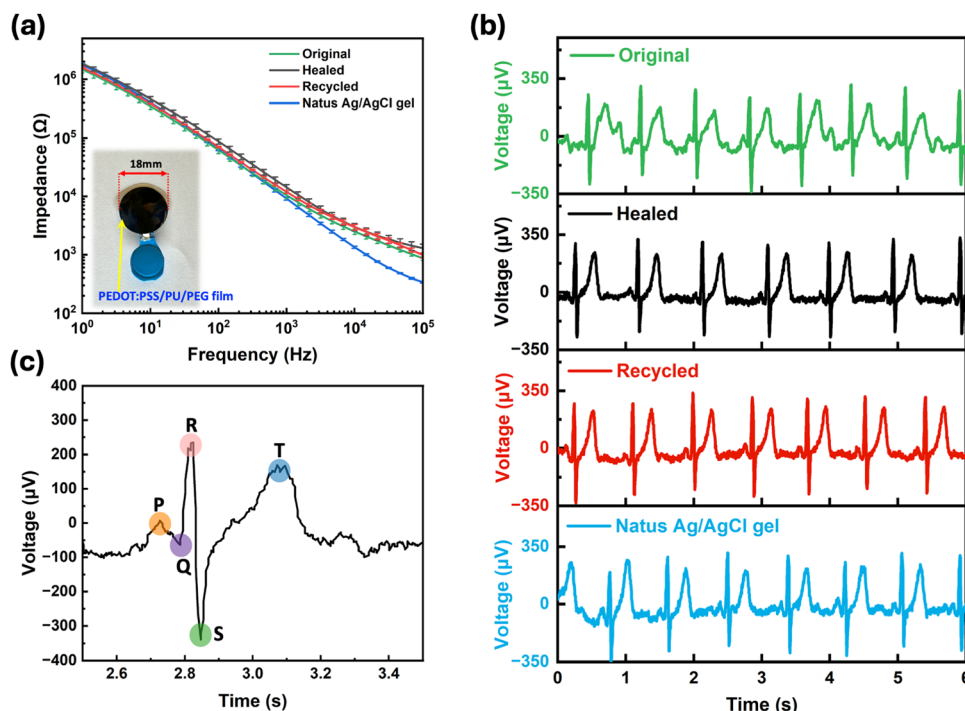 (a)
Original
Healed
Recycled
Natus Ag/AgCl gel
Impedance (Ω)
10⁶
10⁵
10⁴
10³
10²
18mm
PEDOT:PSS/PU/PEG film
10⁰ 10¹ 10² 10³ 10⁴ 10⁵
Frequency (Hz)
(b)
Original
Voltage (µV)
350
0
−350
Healed
Voltage (µV)
350
0
−350
Recycled
Voltage (µV)
350
0
−350
Natus Ag/AgCl gel
Voltage (µV)
350
0
−350
0 1 2 3 4 5 6
Time (s)
(c)
Voltage (µV)
400
300
200
100
0
−100
−200
−300
−400
P
Q
R
S
T
2.6 2.8 3.0 3.2 3.4
Time (s)